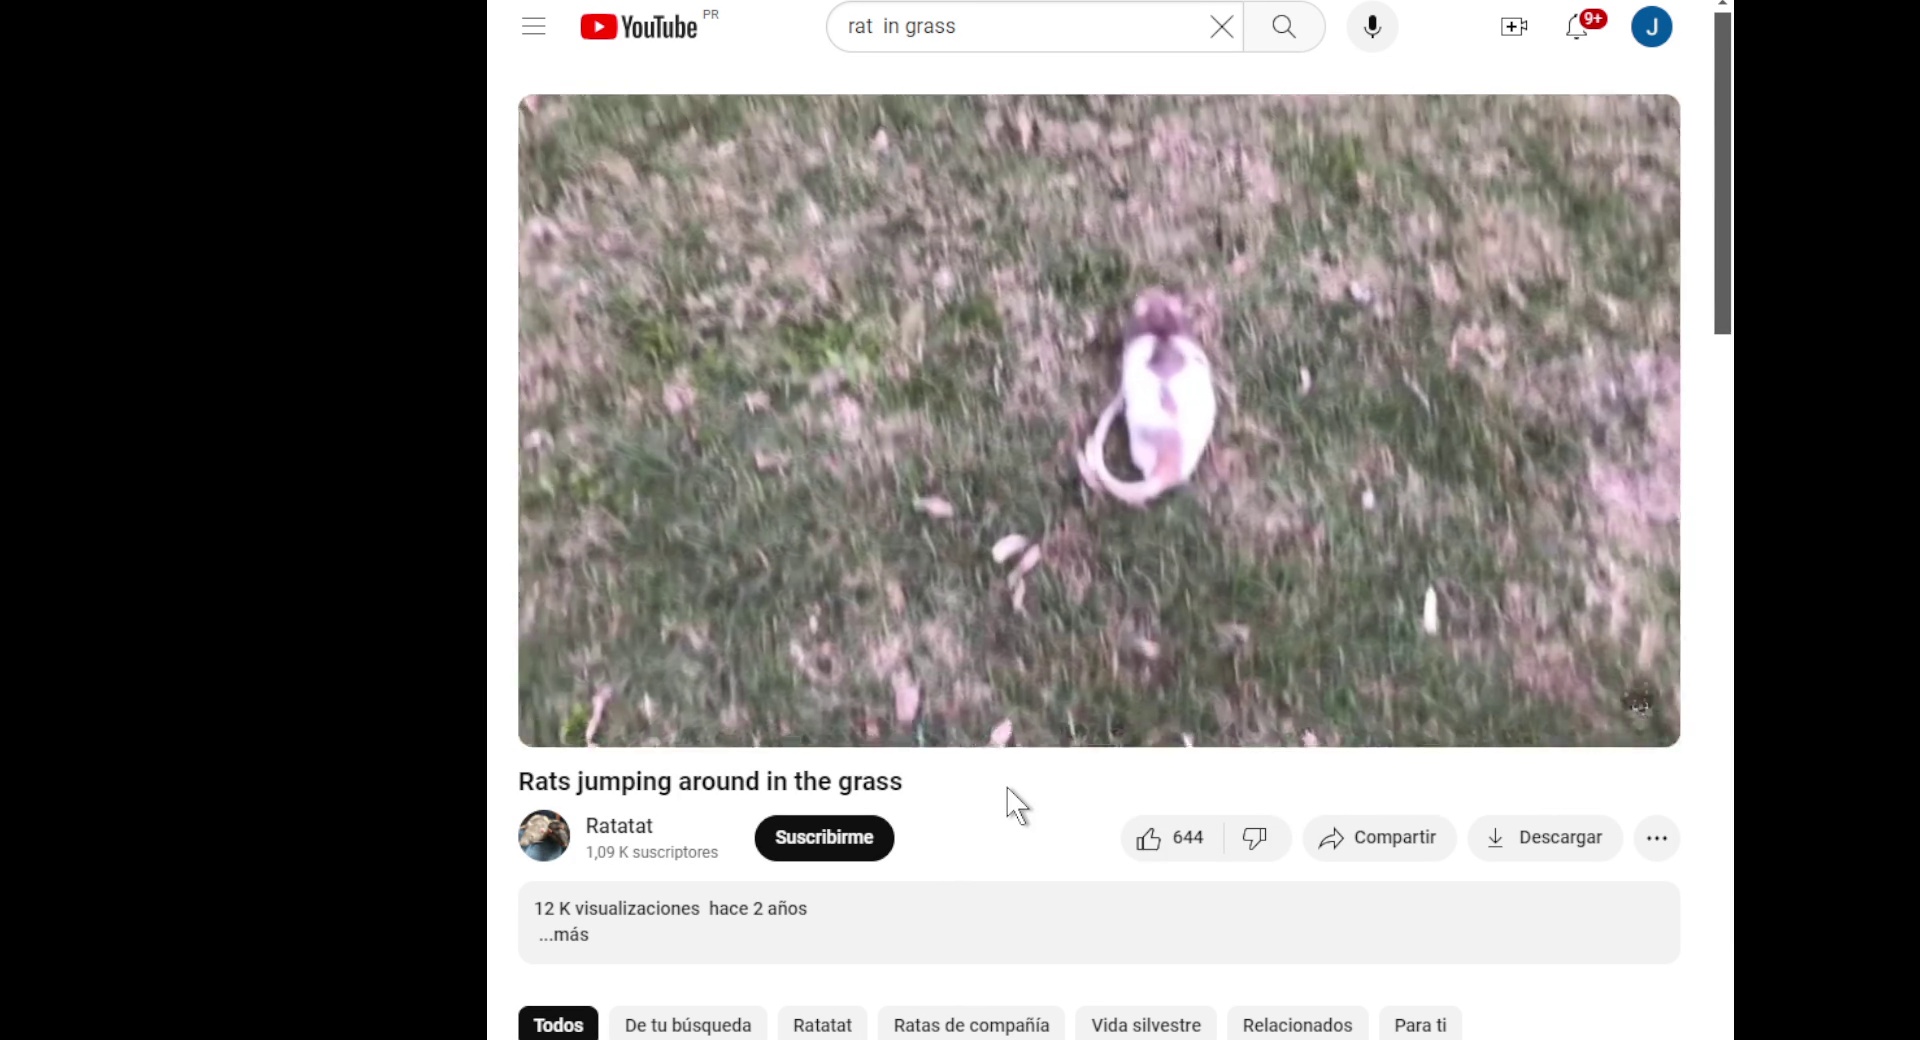 YouTube PR
rat in grass
9+
J
Rats jumping around in the grass
Ratatat
1,09 K suscriptores
Suscribirme
644
Compartir
Descargar
12 K visualizaciones hace 2 años
...más
Todos De tu búsqueda Ratatat Ratas de compañía Vida silvestre Relacionados Para ti